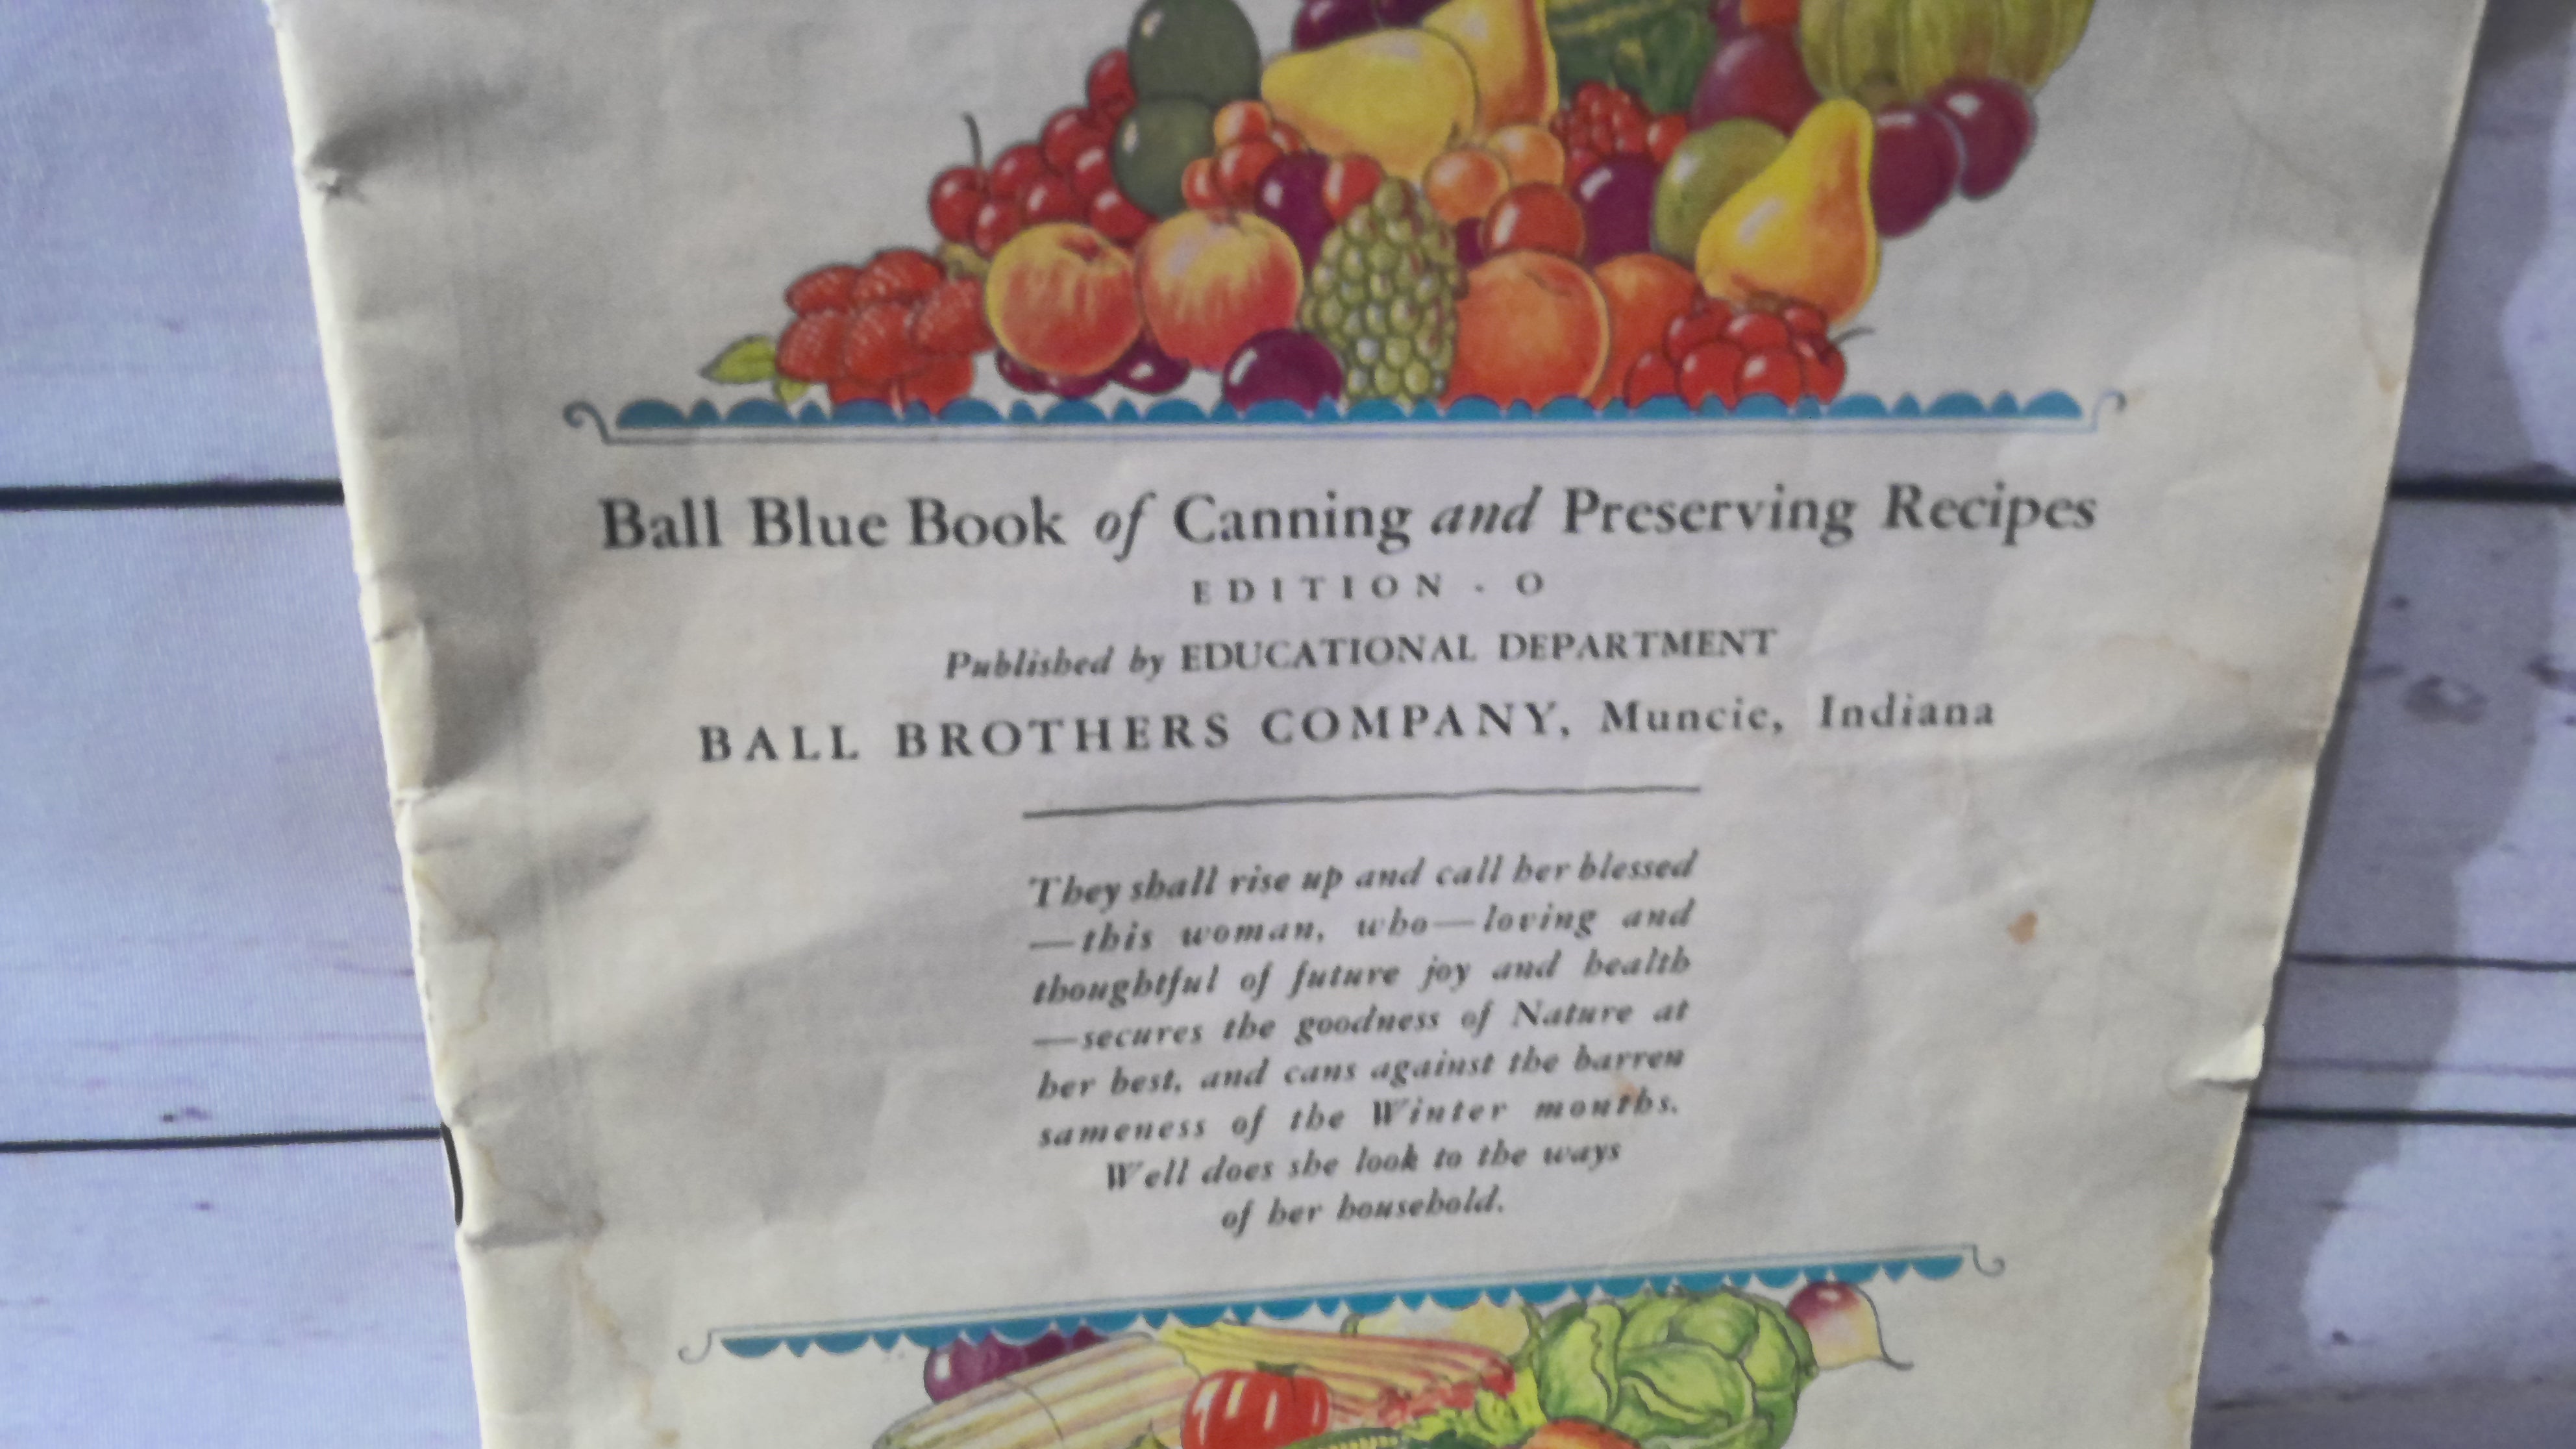 Ball Blue Book of Canning and Preserving Recipes
EDITION - O
Published by EDUCATIONAL DEPARTMENT
BALL BROTHERS COMPANY, Muncie, Indiana
They shall rise up and call her blessed
—this woman, who—loving and
thoughtful of future joy and health
—secures the goodness of Nature at
her best, and cans against the barren
sameness of the Winter months.
Well does she look to the ways
of her household.